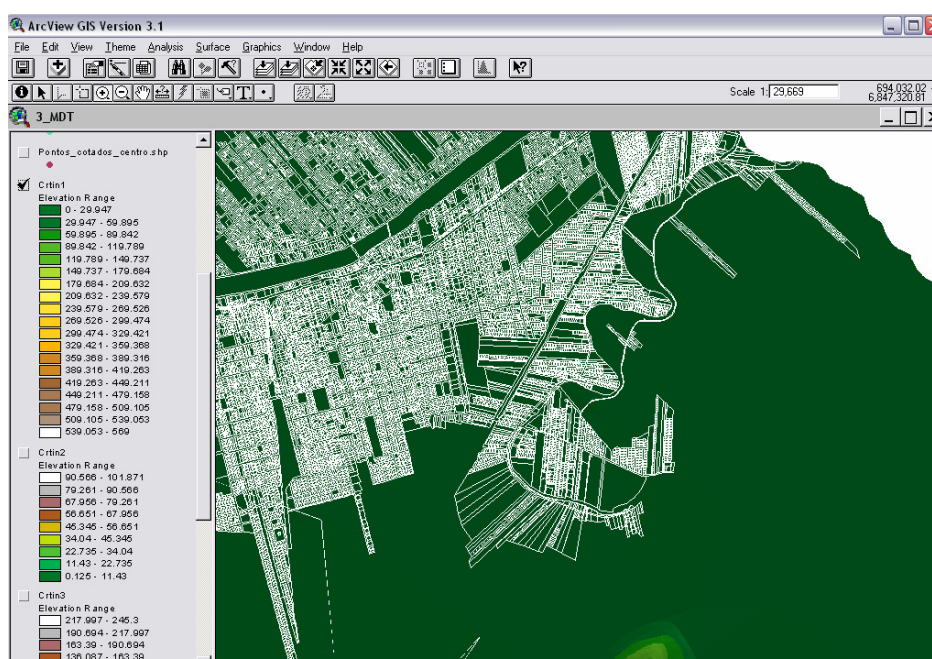 ArcView GIS Version 3.1
File Edit View Theme Analysis Surface Graphics Window Help
Scale 1: 29,669
694,032.02
6,847,320.81
3_MDT
Pontos_cotados_centro.shp
Crtin1
Elevation Range
0 - 29.947
29.947 - 59.895
59.895 - 89.842
89.842 - 119.789
119.789 - 149.737
149.737 - 179.684
179.684 - 209.632
209.632 - 239.579
239.579 - 269.526
269.526 - 299.474
299.474 - 329.421
329.421 - 359.368
359.368 - 389.316
389.316 - 419.263
419.263 - 449.211
449.211 - 479.158
479.158 - 509.105
509.105 - 539.053
539.053 - 569
Crtin2
Elevation Range
90.566 - 101.871
79.261 - 90.566
67.956 - 79.261
56.651 - 67.956
45.345 - 56.651
34.04 - 45.345
22.735 - 34.04
11.43 - 22.735
0.125 - 11.43
Crtin3
Elevation Range
217.997 - 245.3
190.694 - 217.997
163.39 - 190.694
136.087 - 163.39